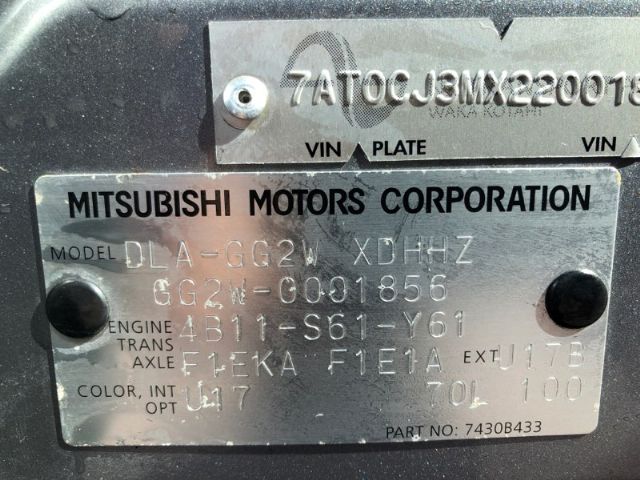 7AT0CJ3MX220018
WAKA KOTAHI
VIN PLATE VIN
MITSUBISHI MOTORS CORPORATION
MODEL DLA-GG2W XDHHZ
GG2W-0001856
ENGINE 4B11-S61-Y61
TRANS
AXLE F1EKA F1E1A EXT U17B
COLOR, INT U17 70L 100
OPT
PART NO: 7430B433